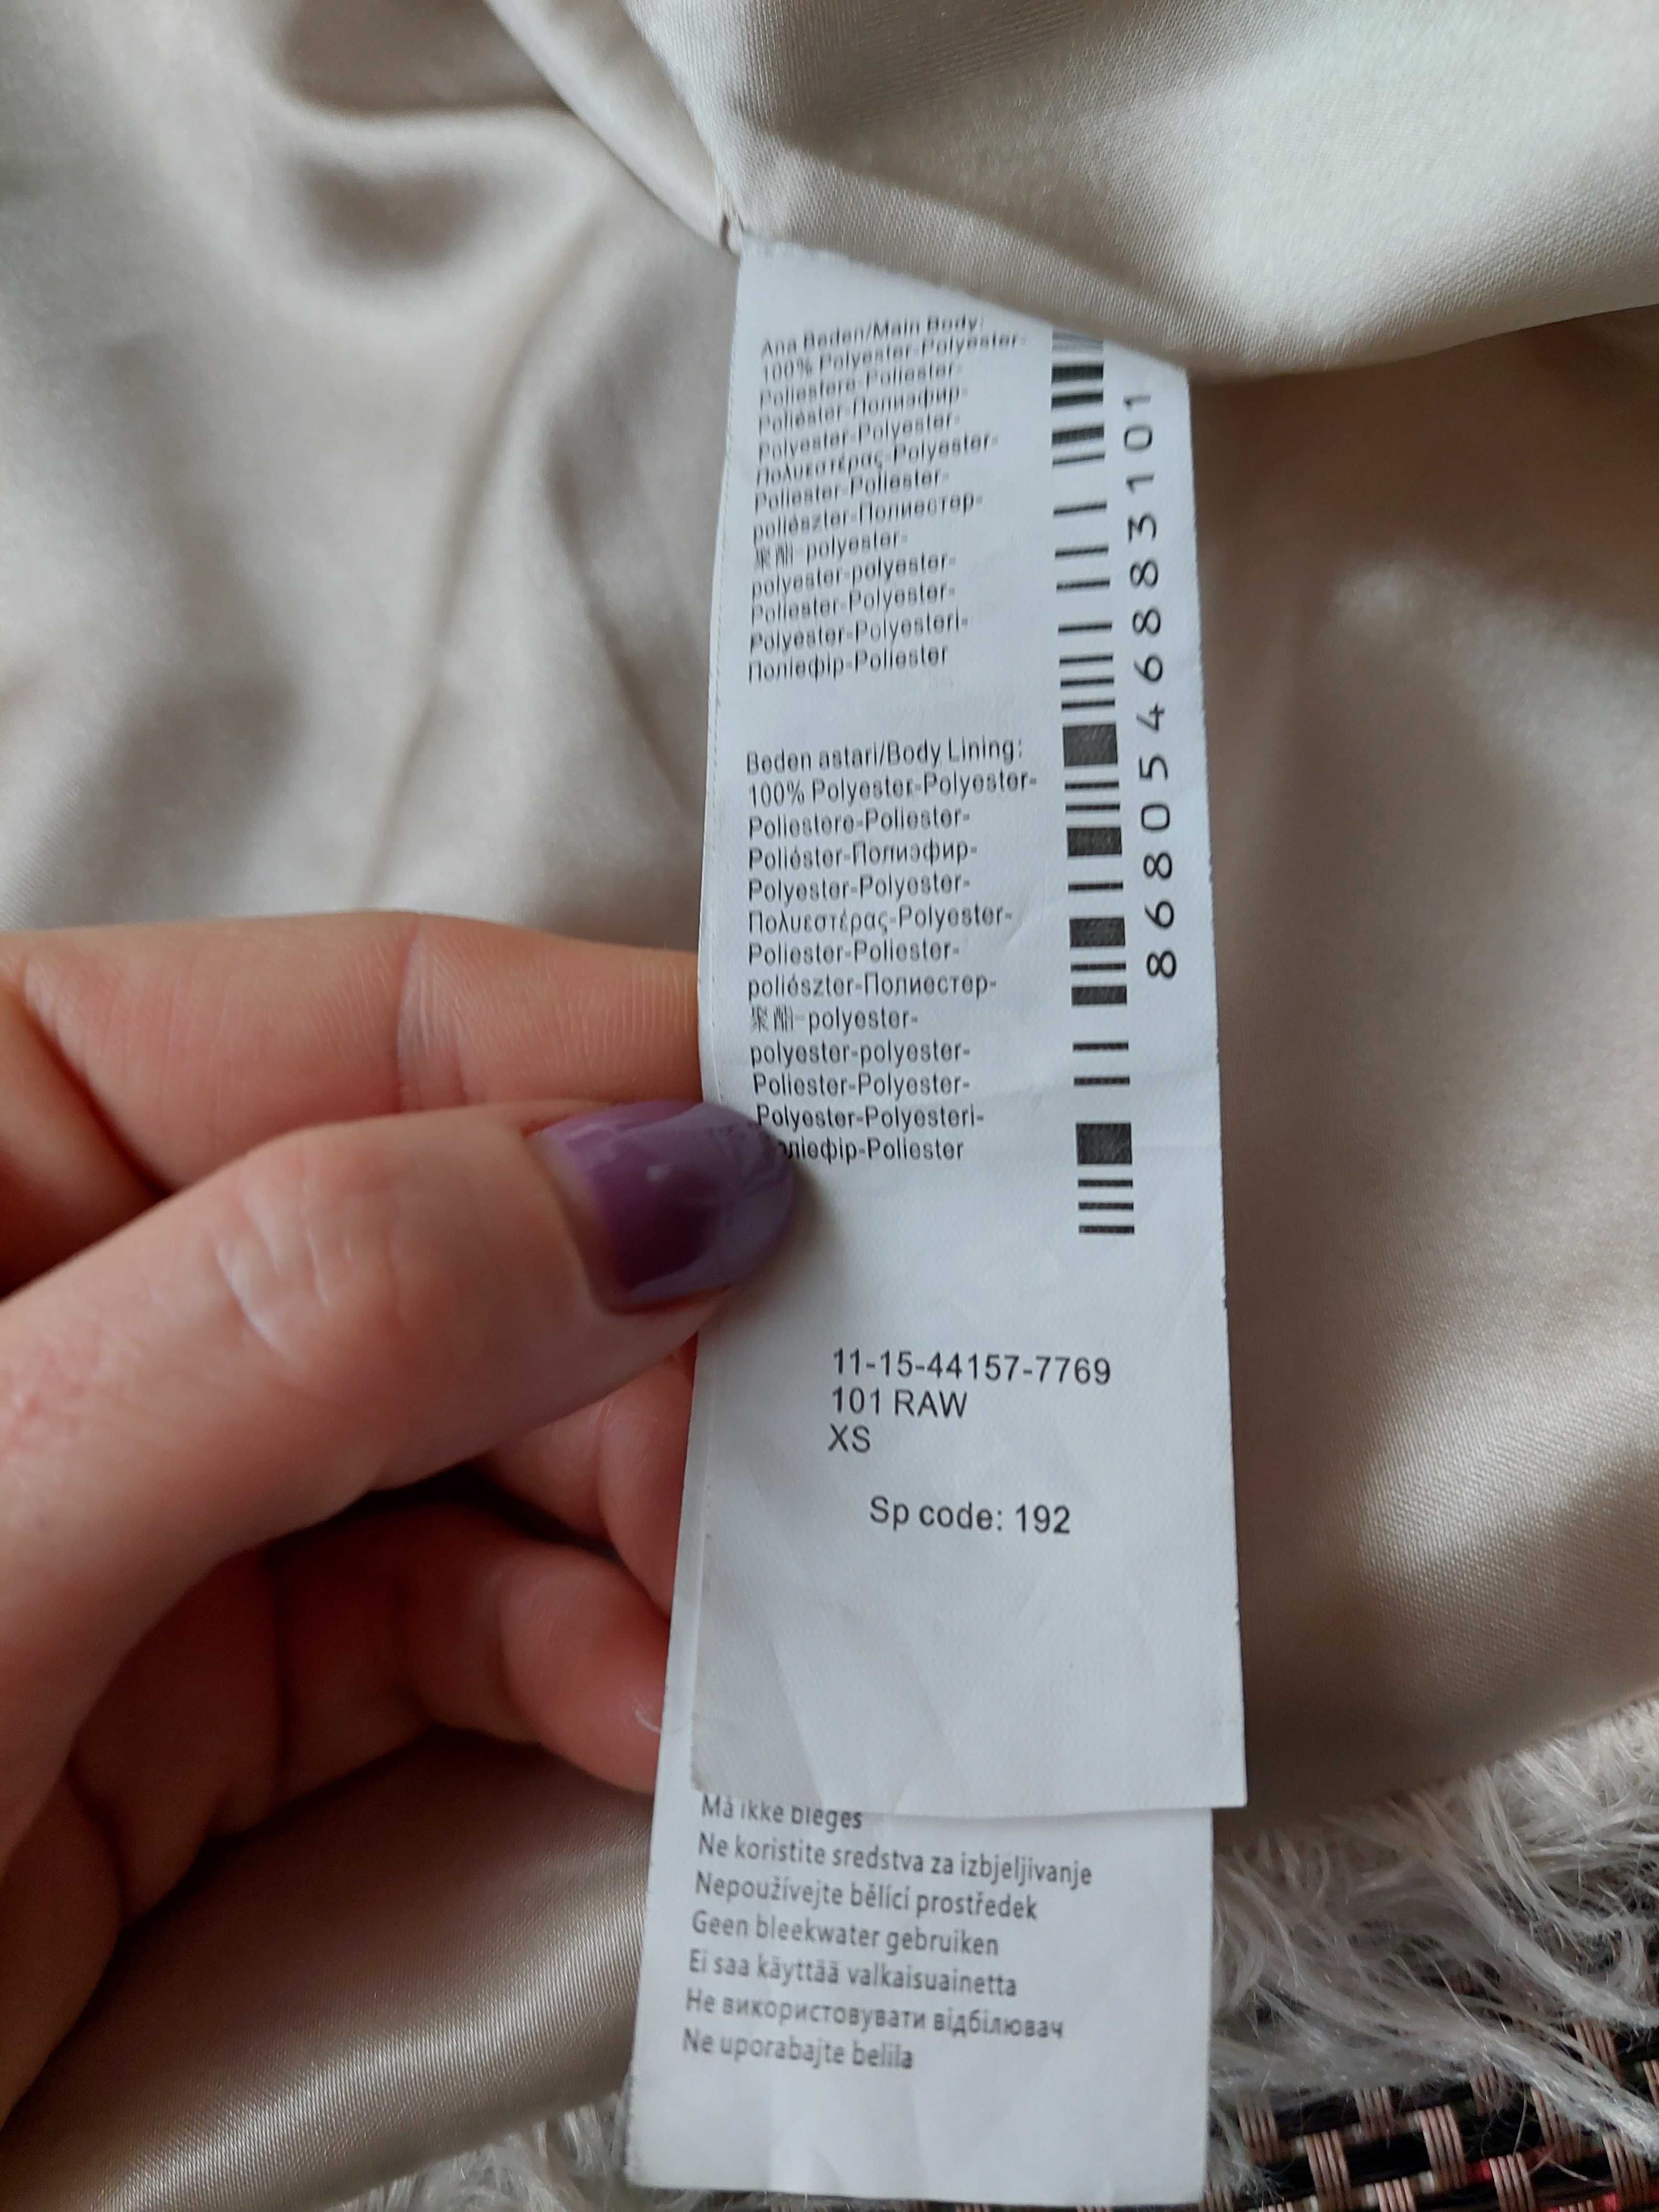 Ana Beden/Main Body:
100% Polyester-Polyester-
Poliestere-Poliester-
Poliéster-Полиэфир-
Polyester-Polyester-
Πολυεστέρας-Polyester-
Poliester-Poliester-
poliészter-Полиестер-
聚酯-polyester-
polyester-polyester-
Poliester-Polyester-
Polyester-Polyesteri-
Поліефір-Poliester
Beden astari/Body Lining:
100% Polyester-Polyester-
Poliestere-Poliester-
Poliéster-Полиэфир-
Polyester-Polyester-
Πολυεστέρας-Polyester-
Poliester-Poliester-
poliészter-Полиестер-
聚酯-polyester-
polyester-polyester-
Poliester-Polyester-
Polyester-Polyesteri-
оліефір-Poliester
8680546883101
11-15-44157-7769
101 RAW
XS
Sp code: 192
Må ikke bleges
Ne koristite sredstva za izbjeljivanje
Nepoužívejte bělící prostředek
Geen bleekwater gebruiken
Ei saa käyttää valkaisuainetta
Не використовувати відбілювач
Ne uporabajte belila